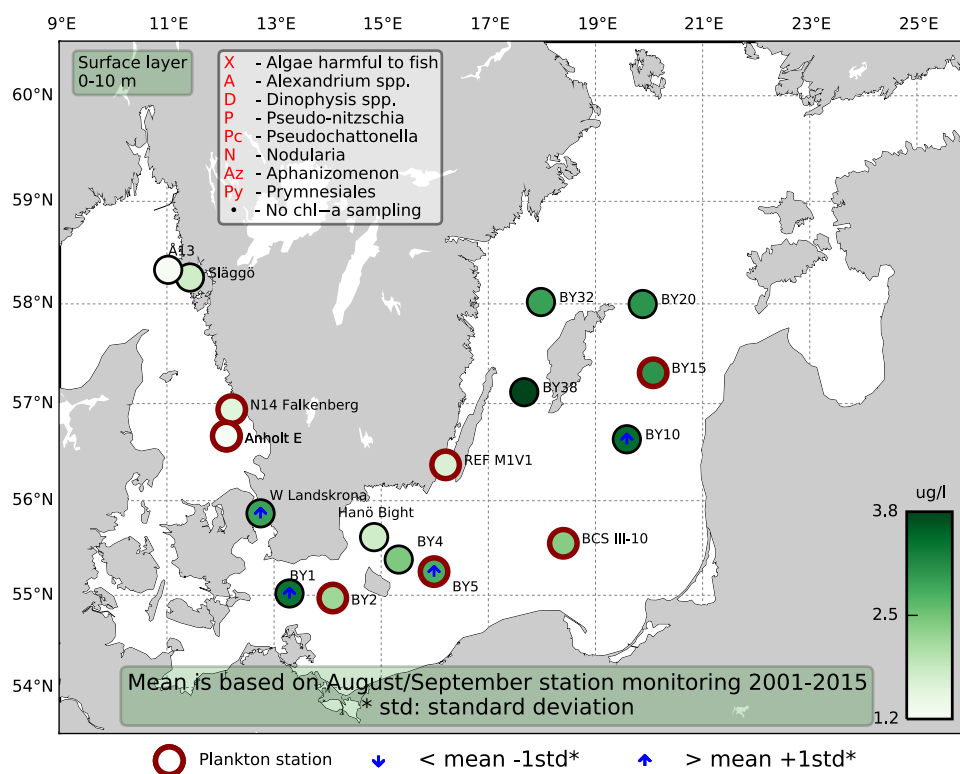 9°E 11°E 13°E 15°E 17°E 19°E 21°E 23°E 25°E
Surface layer
0-10 m
X - Algae harmful to fish
A - Alexandrium spp.
D - Dinophysis spp.
P - Pseudo-nitzschia
Pc - Pseudochattonella
N - Nodularia
Az - Aphanizomenon
Py - Prymnesiales
• - No chl−a sampling
60°N
59°N
58°N
57°N
56°N
55°N
54°N
Å13
Släggö
BY32
BY20
BY15
BY38
N14 Falkenberg
Anholt E
BY10
REF M1V1
W Landskrona
Hanö Bight
BY4
BCS III-10
BY5
BY1
BY2
ug/l
3.8
2.5
1.2
Mean is based on August/September station monitoring 2001-2015
* std: standard deviation
Plankton station < mean -1std* > mean +1std*